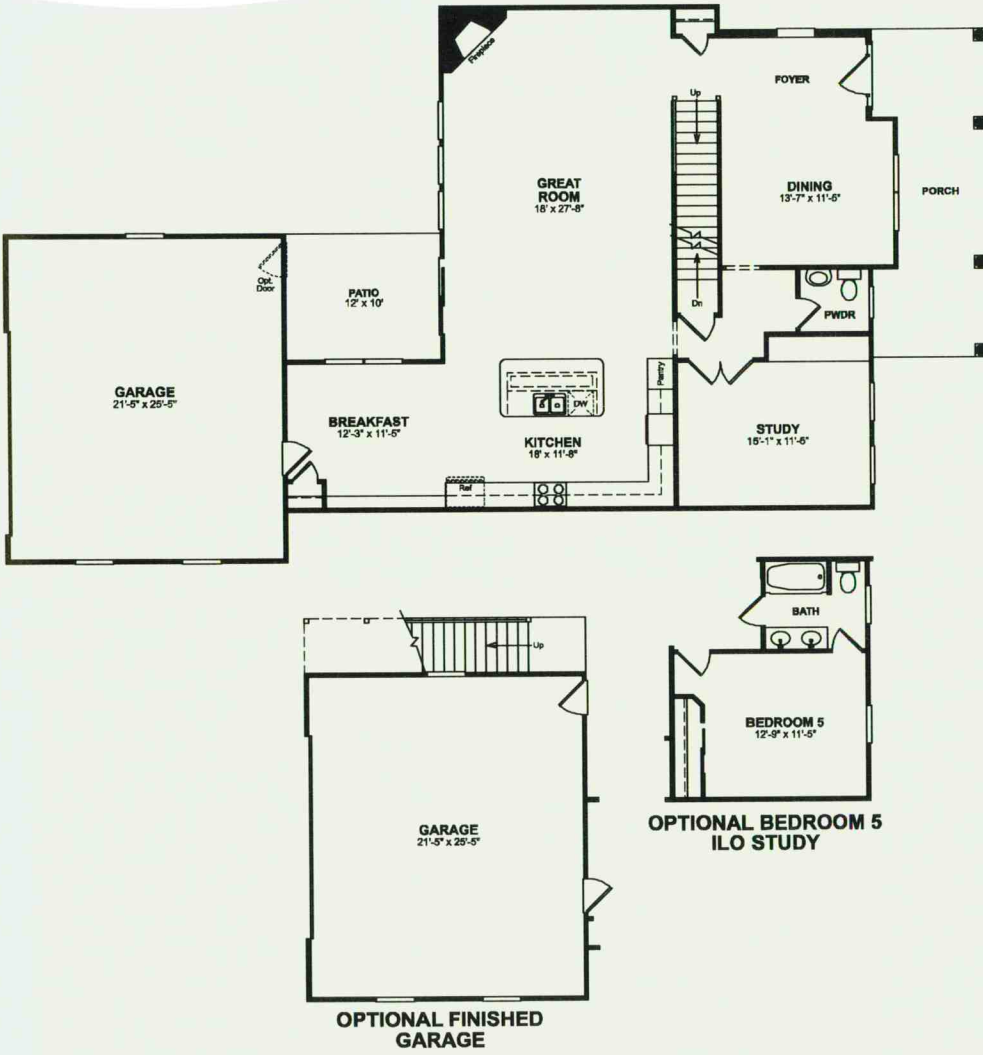 Fireplace
FOYER
Up
GREAT
ROOM
16' x 27'-8"
DINING
13'-7" x 11'-5"
PORCH
Opt.
Door
PATIO
12' x 10'
Dn
PWDR
GARAGE
21'-5" x 25'-5"
Pantry
DW
BREAKFAST
12'-3" x 11'-5"
KITCHEN
18' x 11'-8"
STUDY
15'-1" x 11'-5"
Ref
BATH
Up
BEDROOM 5
12'-9" x 11'-5"
OPTIONAL BEDROOM 5
ILO STUDY
GARAGE
21'-5" x 25'-5"
OPTIONAL FINISHED
GARAGE